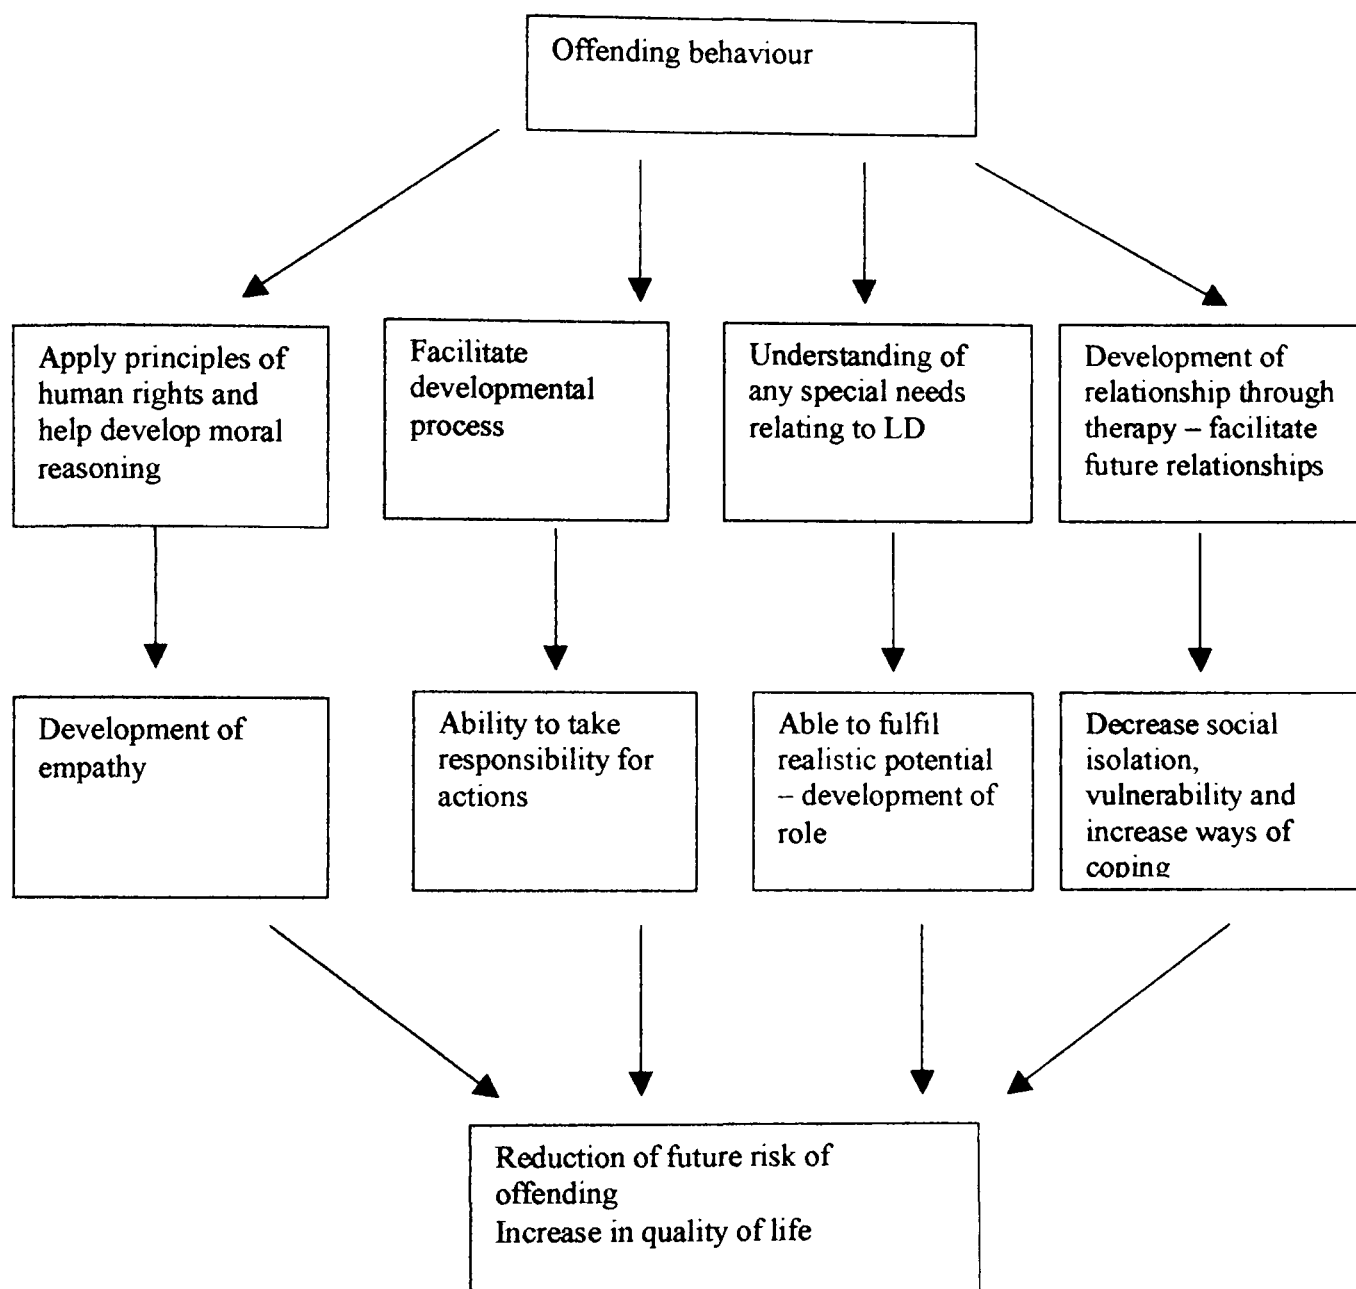 Offending behaviour
Apply principles of
human rights and
help develop moral
reasoning
Facilitate
developmental
process
Understanding of
any special needs
relating to LD
Development of
relationship through
therapy – facilitate
future relationships
Development of
empathy
Ability to take
responsibility for
actions
Able to fulfil
realistic potential
– development of
role
Decrease social
isolation,
vulnerability and
increase ways of
coping
Reduction of future risk of
offending
Increase in quality of life